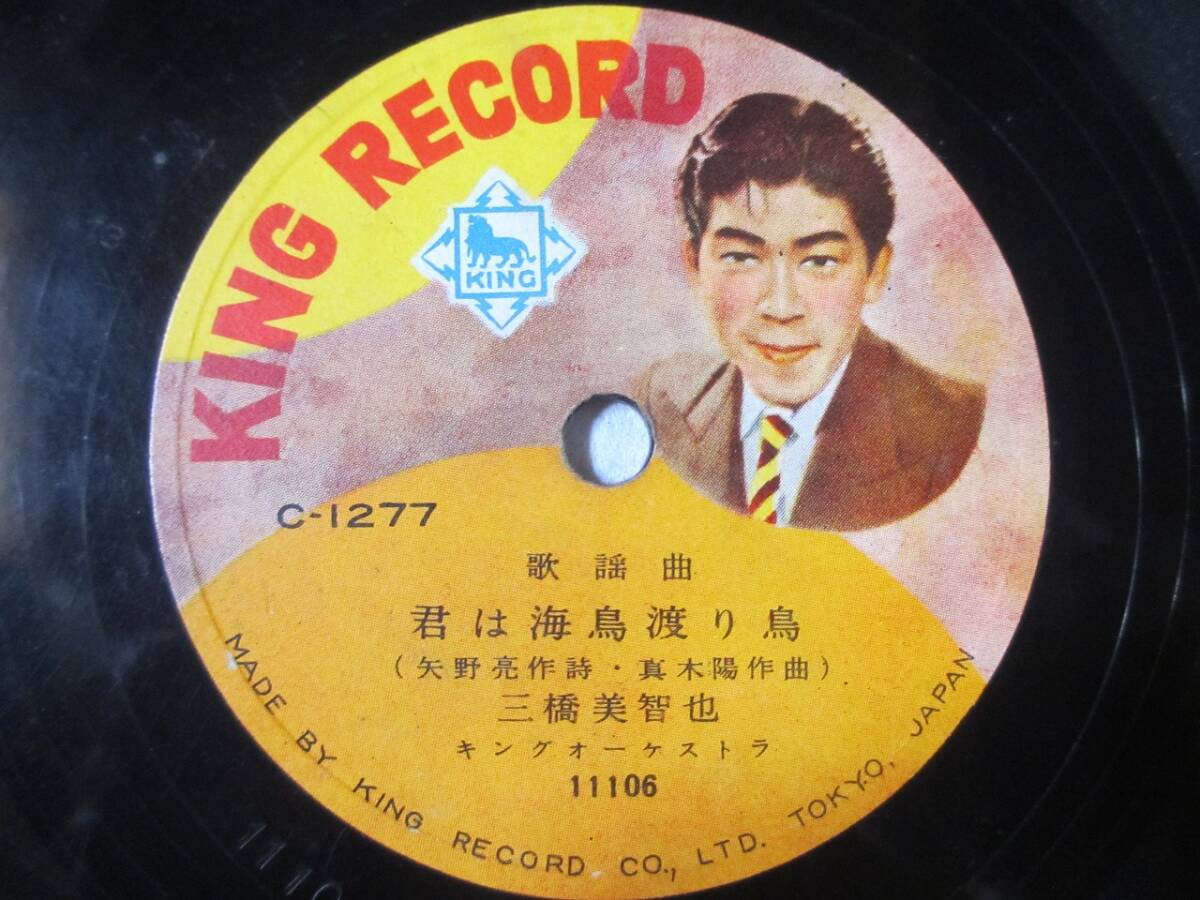 KING RECORD
KING
C-1277
歌謡曲
君は海鳥渡り鳥
(矢野亮作詩・真木陽作曲)
三橋美智也
キングオーケストラ
11106
MADE BY KING RECORD CO., LTD. TOKYO, JAPAN
1110